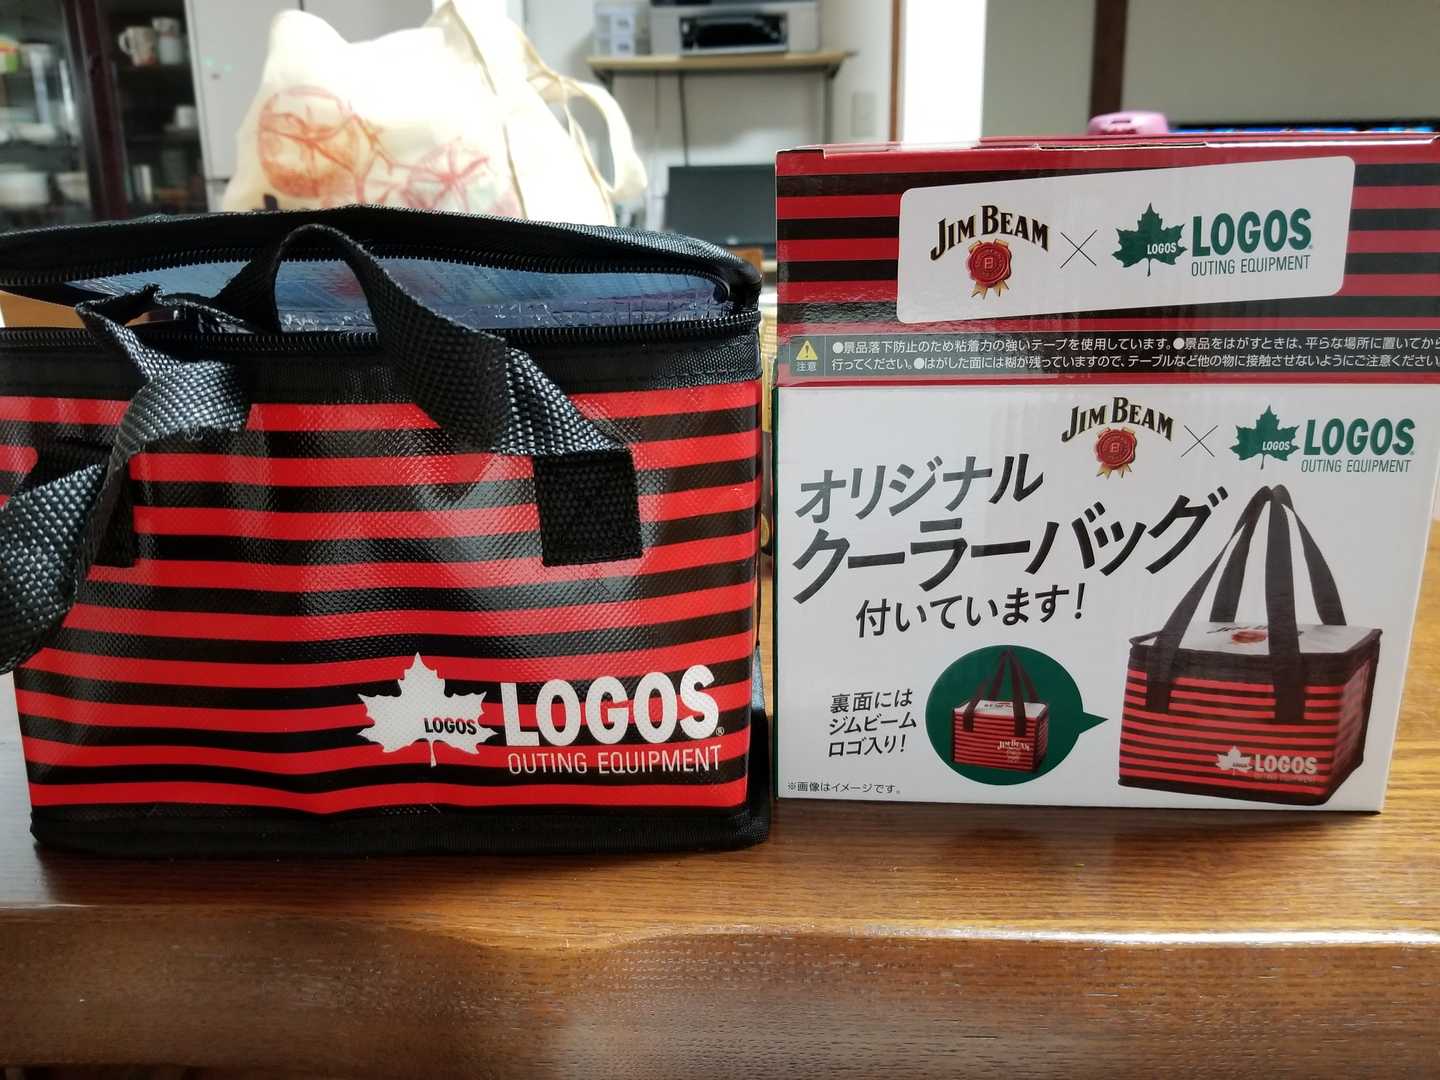 LOGOS
LOGOS®
OUTING EQUIPMENT
JIM BEAM × LOGOS LOGOS
OUTING EQUIPMENT
注意
●景品落下防止のため粘着力の強いテープを使用しています。●景品をはがすときは、平らな場所に置いてから
行ってください。●はがした面には糊が残っていますので、テーブルなど他の物に接触させないようにご注意ください
JIM BEAM × LOGOS LOGOS
OUTING EQUIPMENT
オリジナル
クーラーバッグ
付いています!
裏面には
ジムビーム
ロゴ入り!
JIM BEAM
LOGOS
OUTING EQUIPMENT
※画像はイメージです。